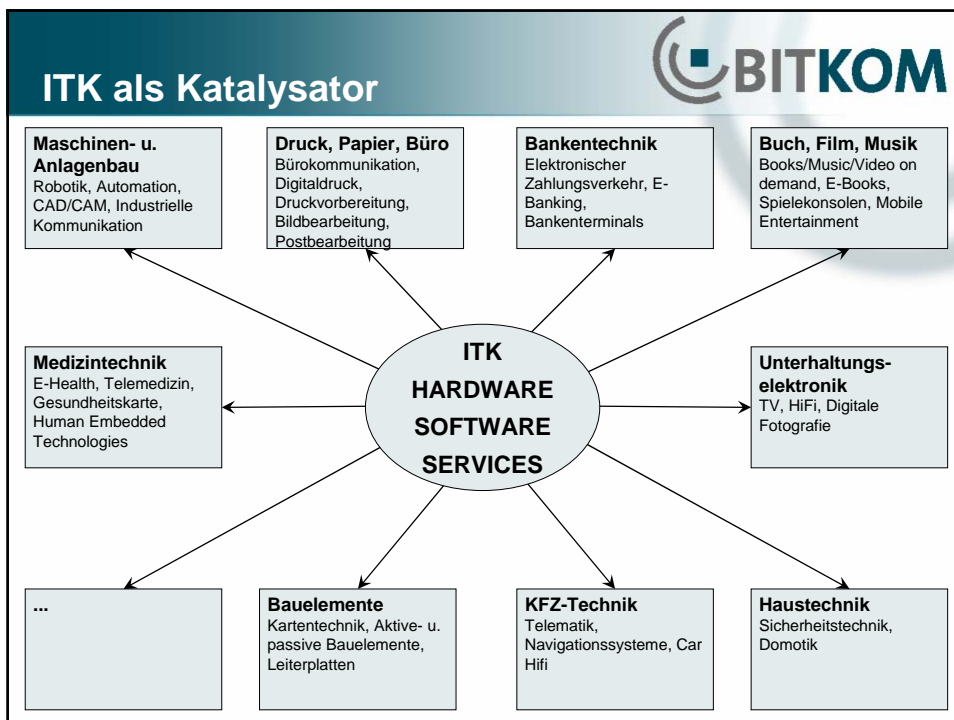 ITK als Katalysator
BITKOM
Maschinen- u.
Anlagenbau
Robotik, Automation,
CAD/CAM, Industrielle
Kommunikation
Druck, Papier, Büro
Bürokommunikation,
Digitaldruck,
Druckvorbereitung,
Bildbearbeitung,
Postbearbeitung
Bankentechnik
Elektronischer
Zahlungsverkehr, E-
Banking,
Bankenterminals
Buch, Film, Musik
Books/Music/Video on
demand, E-Books,
Spielekonsolen, Mobile
Entertainment
Medizintechnik
E-Health, Telemedizin,
Gesundheitskarte,
Human Embedded
Technologies
ITK
HARDWARE
SOFTWARE
SERVICES
Unterhaltungs-
elektronik
TV, HiFi, Digitale
Fotografie
...
Bauelemente
Kartentechnik, Aktive- u.
passive Bauelemente,
Leiterplatten
KFZ-Technik
Telematik,
Navigationssysteme, Car
Hifi
Haustechnik
Sicherheitstechnik,
Domotik